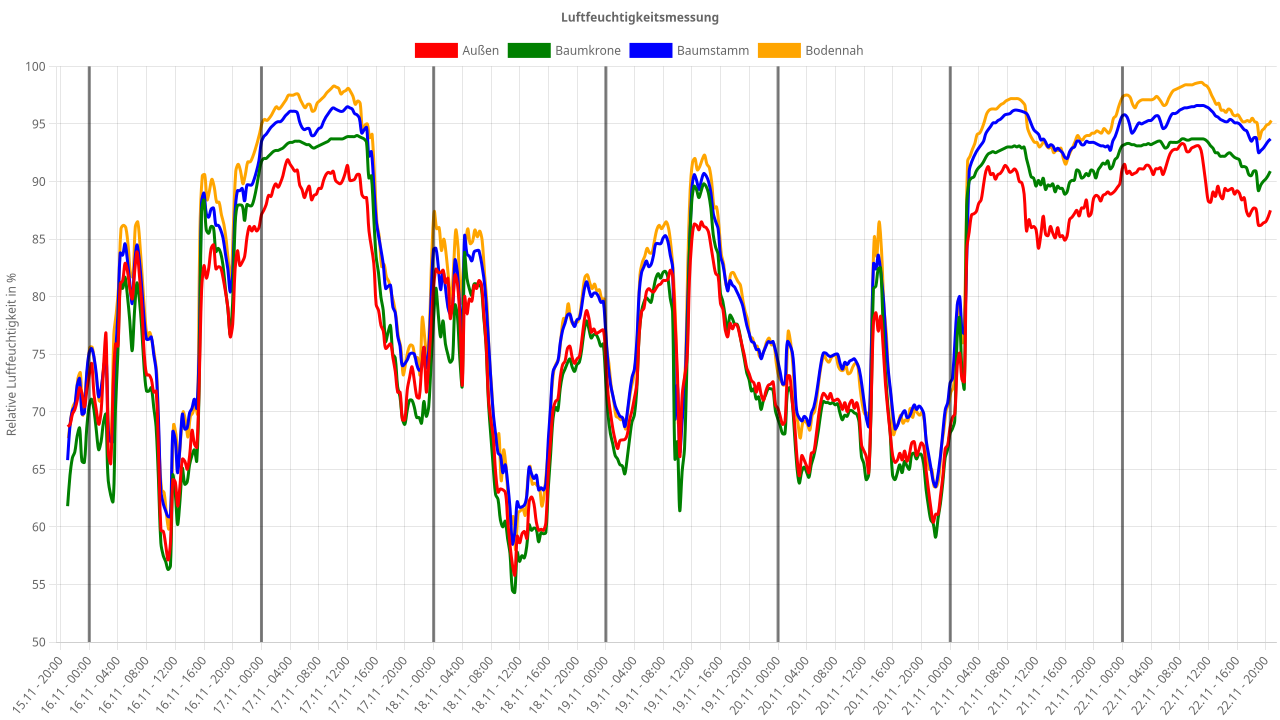 Luftfeuchtigkeitsmessung
Außen Baumkrone Baumstamm Bodennah
Relative Luftfeuchtigkeit in %
100
95
90
85
80
75
70
65
60
55
50
15.11 - 20:00
16.11 - 00:00
16.11 - 04:00
16.11 - 08:00
16.11 - 12:00
16.11 - 16:00
16.11 - 20:00
17.11 - 00:00
17.11 - 04:00
17.11 - 08:00
17.11 - 12:00
17.11 - 16:00
17.11 - 20:00
18.11 - 00:00
18.11 - 04:00
18.11 - 08:00
18.11 - 12:00
18.11 - 16:00
18.11 - 20:00
19.11 - 00:00
19.11 - 04:00
19.11 - 08:00
19.11 - 12:00
19.11 - 16:00
19.11 - 20:00
20.11 - 00:00
20.11 - 04:00
20.11 - 08:00
20.11 - 12:00
20.11 - 16:00
20.11 - 20:00
21.11 - 00:00
21.11 - 04:00
21.11 - 08:00
21.11 - 12:00
21.11 - 16:00
21.11 - 20:00
22.11 - 00:00
22.11 - 04:00
22.11 - 08:00
22.11 - 12:00
22.11 - 16:00
22.11 - 20:00